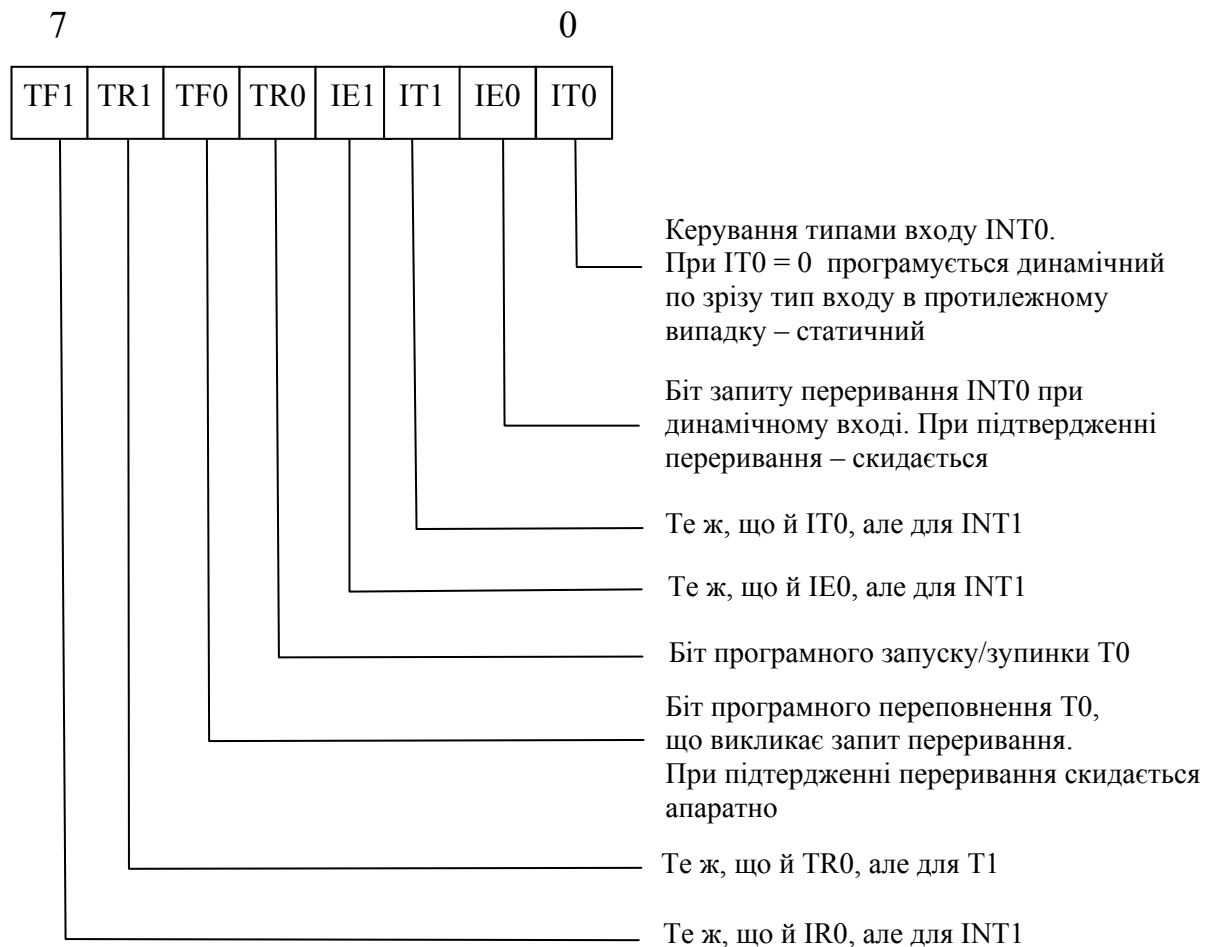 7 0
TF1 TR1 TF0 TR0 IE1 IT1 IE0 IT0
Керування типами входу INT0.
При IT0 = 0 програмується динамічний
по зрізу тип входу в протилежному
випадку – статичний
Біт запиту переривання INT0 при
динамічному вході. При підтвердженні
переривання – скидається
Те ж, що й IT0, але для INT1
Те ж, що й IE0, але для INT1
Біт програмного запуску/зупинки T0
Біт програмного переповнення T0,
що викликає запит переривання.
При підтердженні переривання скидається
апаратно
Те ж, що й TR0, але для T1
Те ж, що й IR0, але для INT1